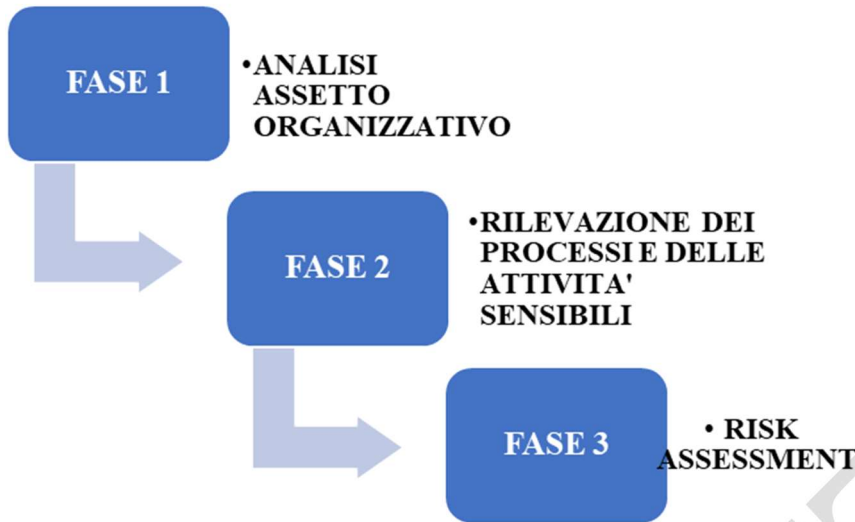 FASE 1
•ANALISI
ASSETTO
ORGANIZZATIVO
FASE 2
•RILEVAZIONE DEI
PROCESSI E DELLE
ATTIVITA'
SENSIBILI
FASE 3
• RISK
ASSESSMENT